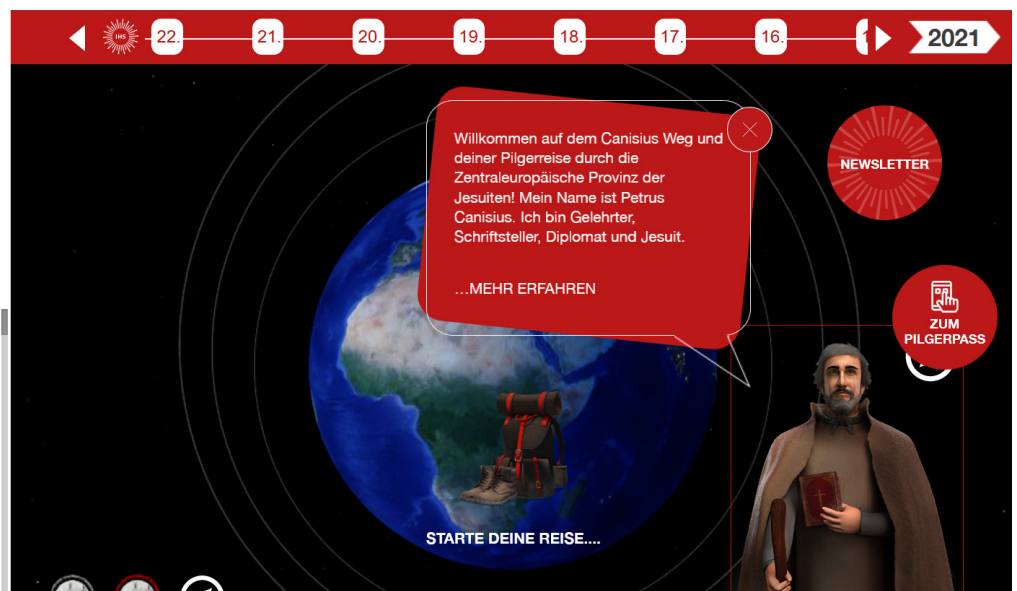 IHS
22.
21.
20.
19.
18.
17.
16.
2021
Willkommen auf dem Canisius Weg und
deiner Pilgerreise durch die
Zentraleuropäische Provinz der
Jesuiten! Mein Name ist Petrus
Canisius. Ich bin Gelehrter,
Schriftsteller, Diplomat und Jesuit.
...MEHR ERFAHREN
NEWSLETTER
ZUM
PILGERPASS
STARTE DEINE REISE....